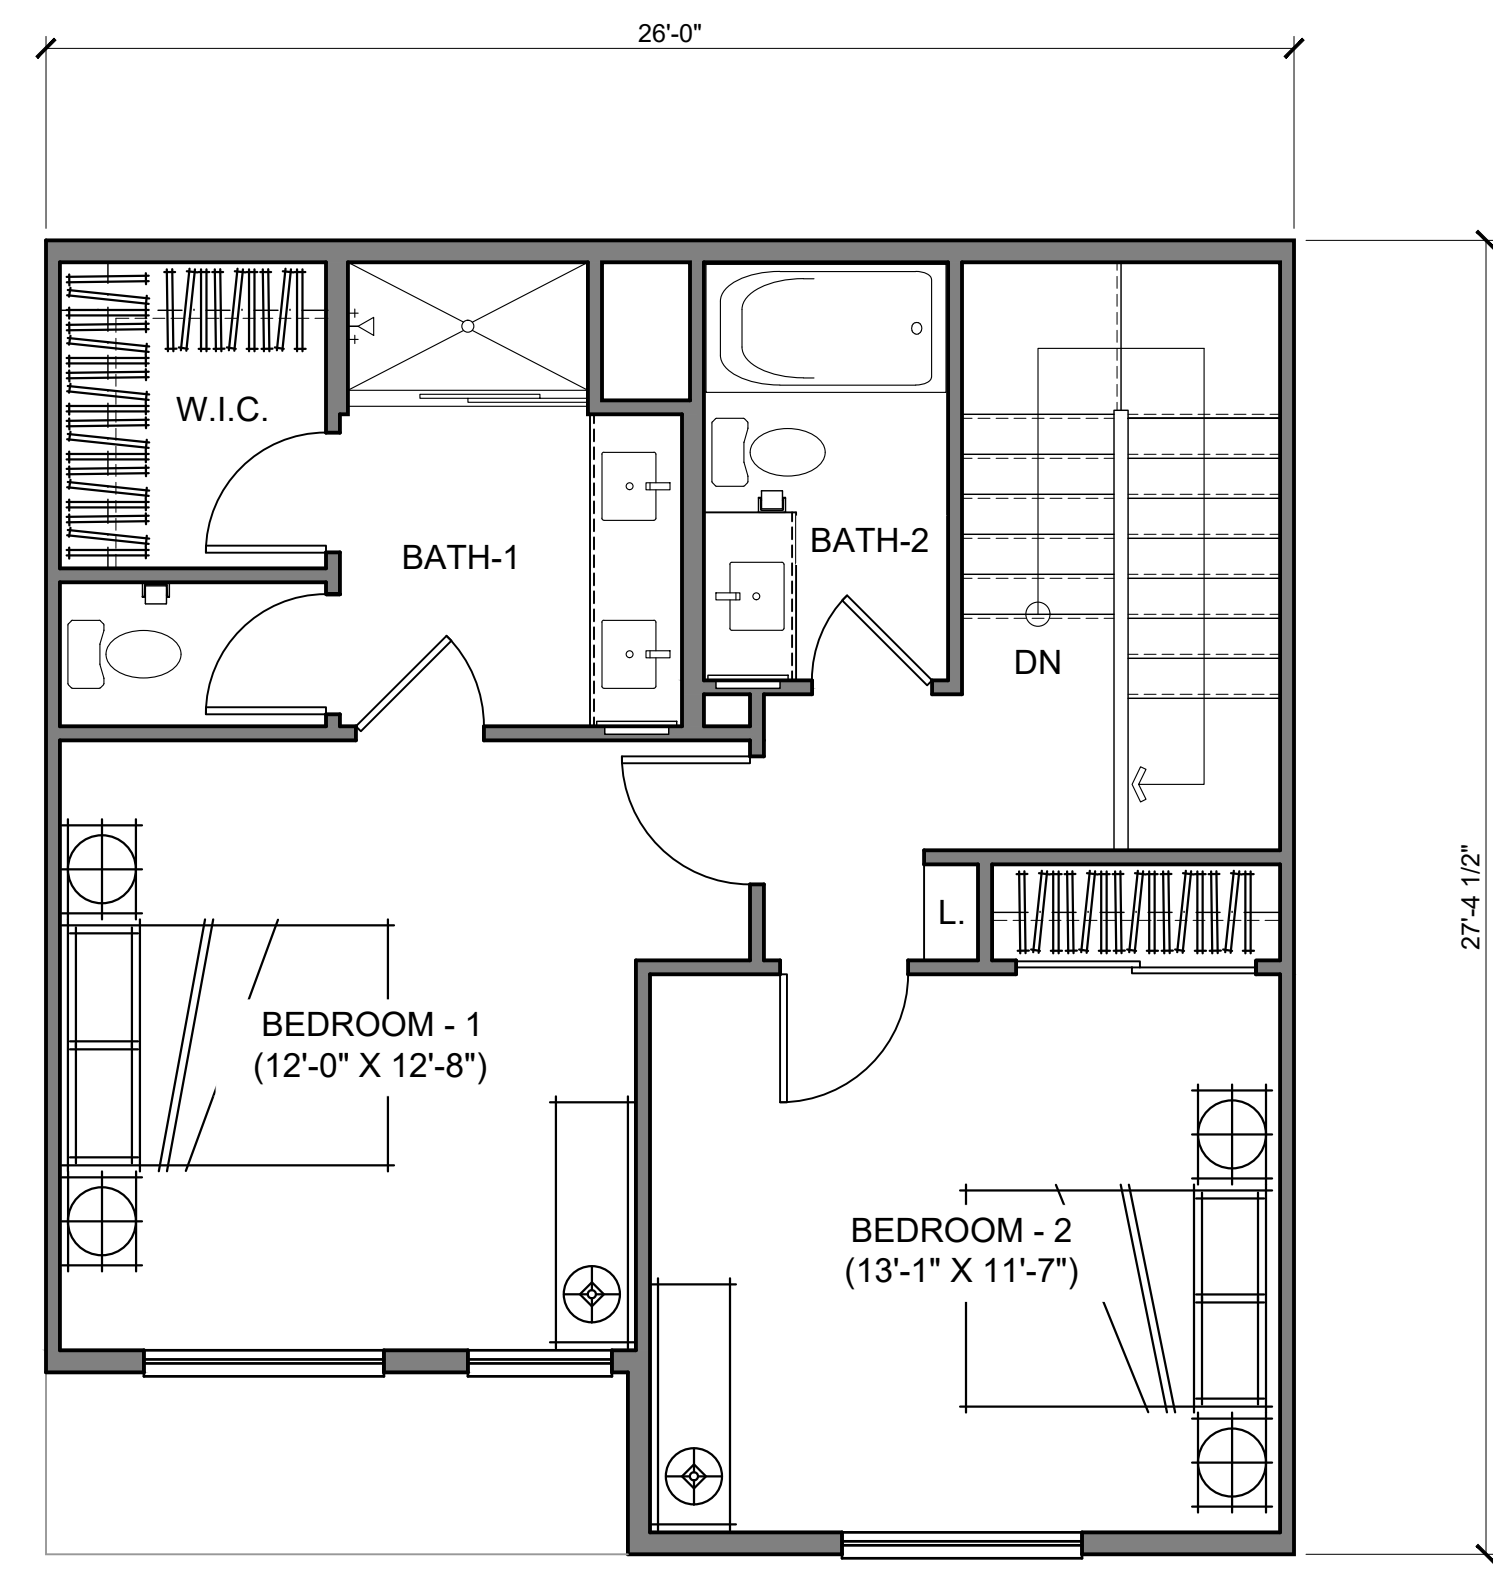 26'-0"
W.I.C.
BATH-1
BATH-2
DN
27'-4 1/2"
L.
BEDROOM - 1
(12'-0" X 12'-8")
BEDROOM - 2
(13'-1" X 11'-7")